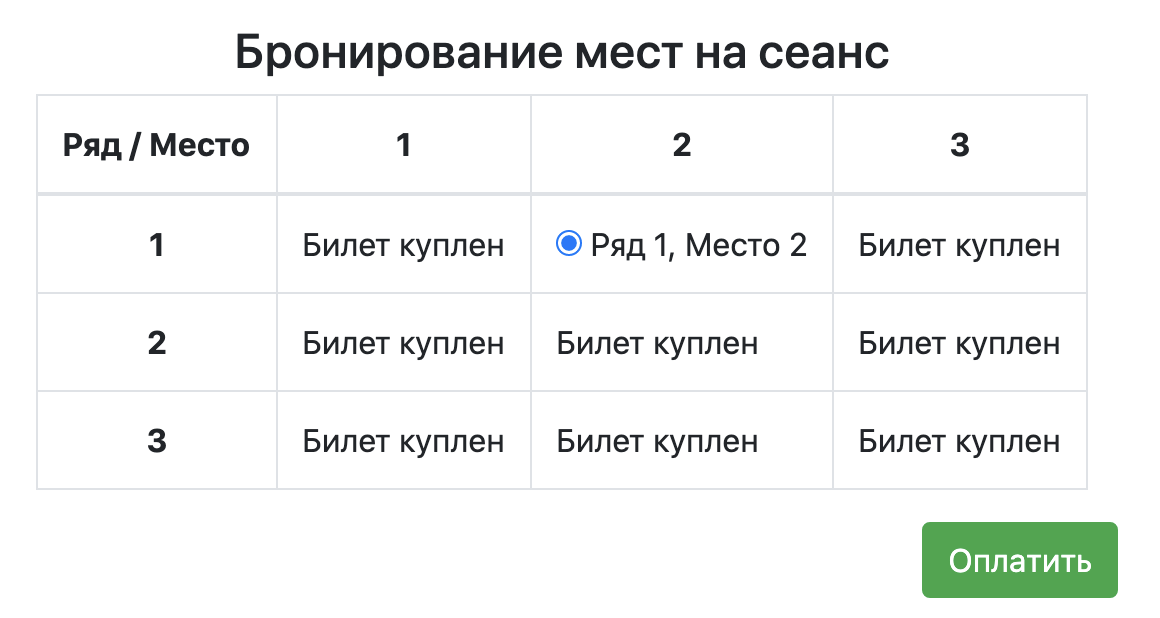 Бронирование мест на сеанс
Ряд / Место 1 2 3
1 Билет куплен Ряд 1, Место 2 Билет куплен
2 Билет куплен Билет куплен Билет куплен
3 Билет куплен Билет куплен Билет куплен
Оплатить